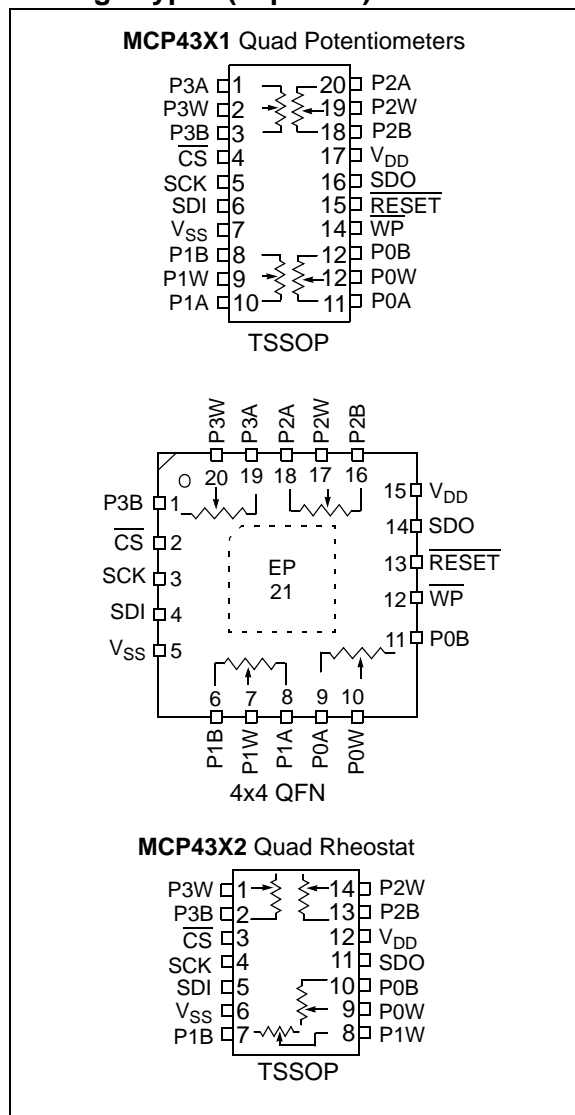 MCP43X1 Quad Potentiometers
P3A 1 20 P2A
P3W 2 19 P2W
P3B 3 18 P2B
CS 4 17 VDD
SCK 5 16 SDO
SDI 6 15 RESET
VSS 7 14 WP
P1B 8 12 P0B
P1W 9 12 P0W
P1A 10 11 P0A
TSSOP
P3W P3A P2A P2W P2B
20 19 18 17 16
P3B 1 15 VDD
CS 2 14 SDO
SCK 3 13 RESET
SDI 4 12 WP
VSS 5 11 P0B
EP
21
6 7 8 9 10
P1B P1W P1A P0A P0W
4x4 QFN
MCP43X2 Quad Rheostat
P3W 1 14 P2W
P3B 2 13 P2B
CS 3 12 VDD
SCK 4 11 SDO
SDI 5 10 P0B
VSS 6 9 P0W
P1B 7 8 P1W
TSSOP